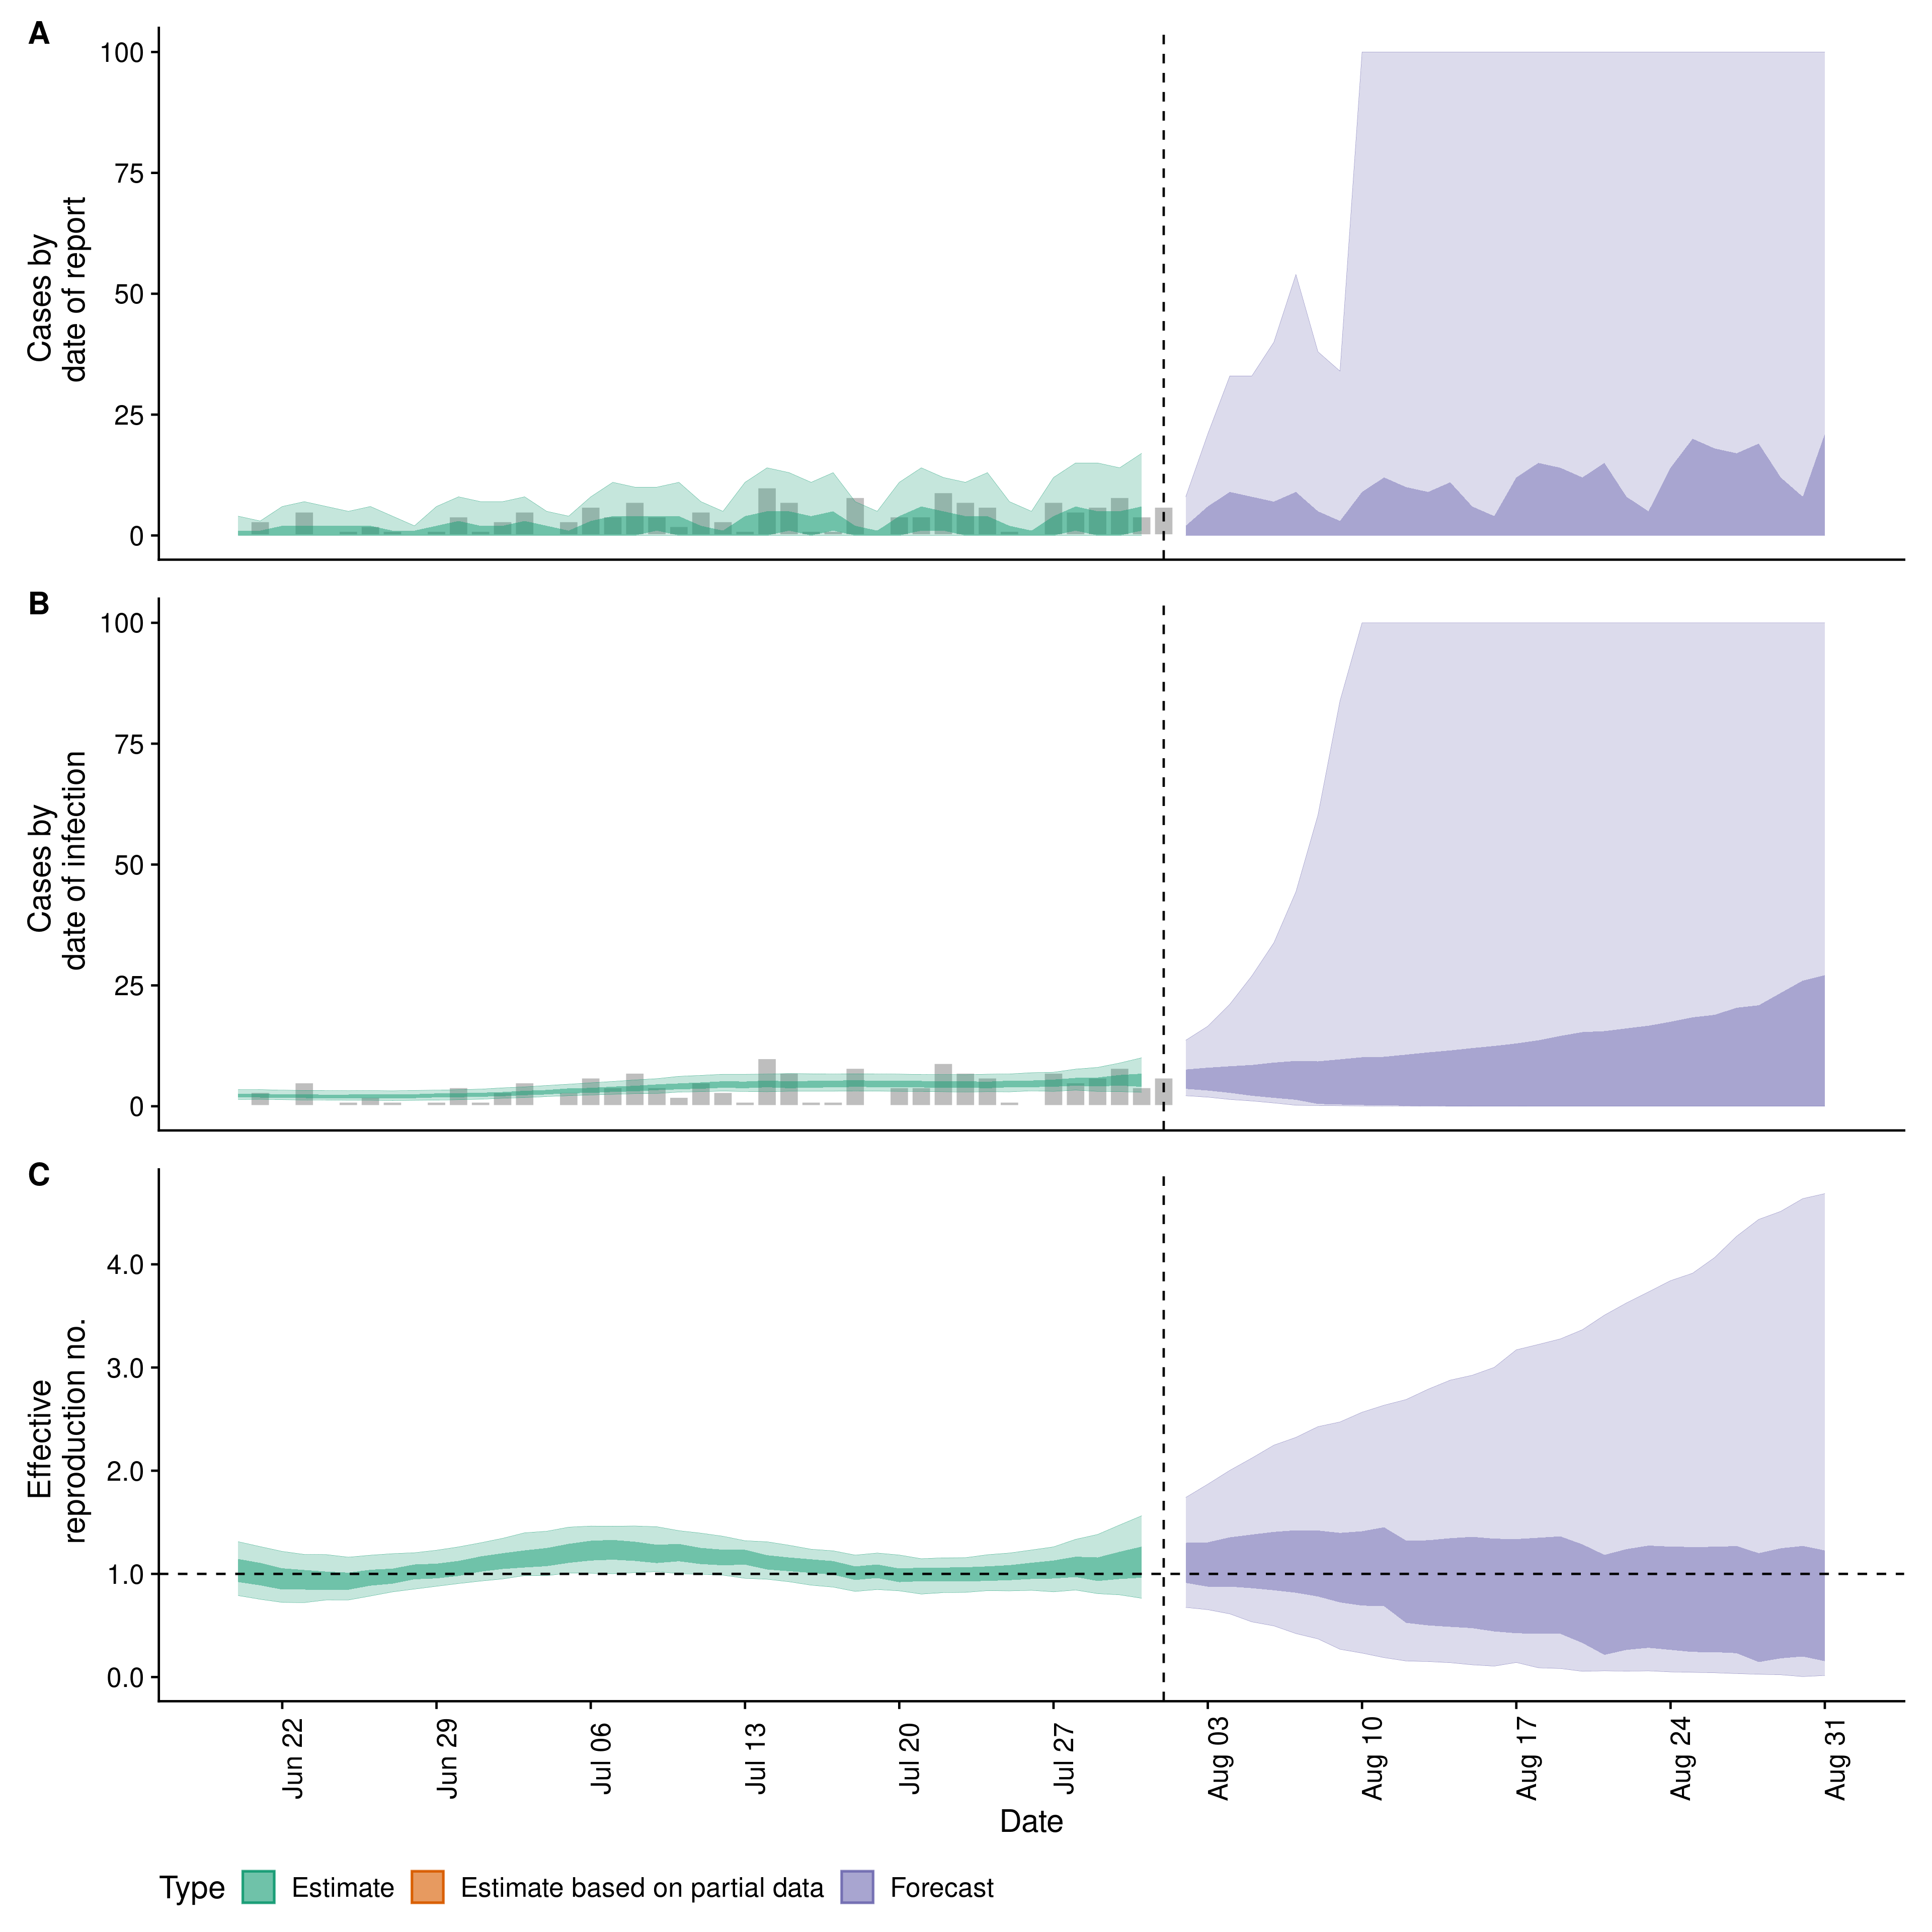 A
100
75
50
25
0
Cases by
date of report
B
100
75
50
25
0
Cases by
date of infection
C
4.0
3.0
2.0
1.0
0.0
Effective
reproduction no.
Jun 22
Jun 29
Jul 06
Jul 13
Jul 20
Jul 27
Aug 03
Aug 10
Aug 17
Aug 24
Aug 31
Date
Type Estimate Estimate based on partial data Forecast